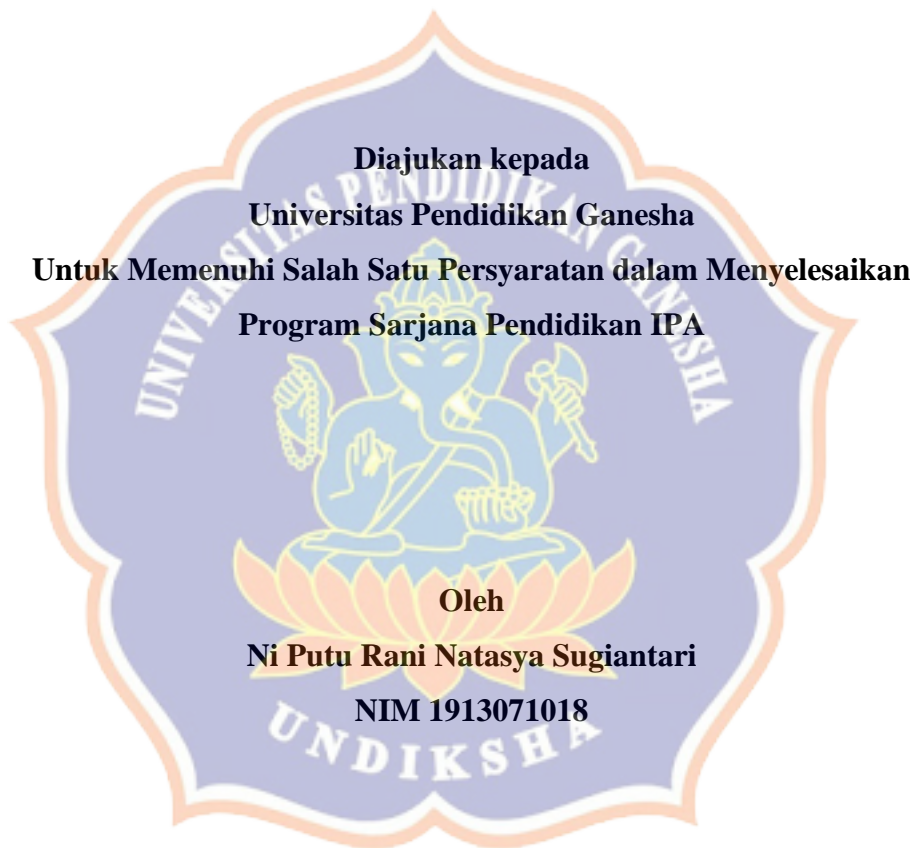 Diajukan kepada
UNIVERSITAS PENDIDIKAN GANESHA
Universitas Pendidikan Ganesha
Untuk Memenuhi Salah Satu Persyaratan dalam Menyelesaikan
Program Sarjana Pendidikan IPA
Oleh
Ni Putu Rani Natasya Sugiantari
NIM 1913071018
UNDIKSHA